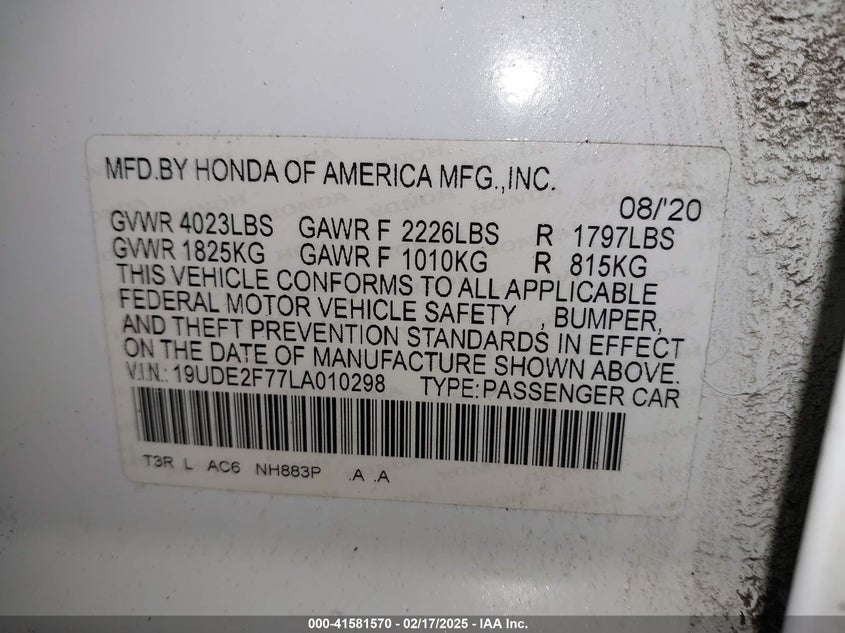 MFD.BY HONDA OF AMERICA MFG.,INC.
08/'20
GVWR 4023LBS GAWR F 2226LBS R 1797LBS
GVWR 1825KG GAWR F 1010KG R 815KG
THIS VEHICLE CONFORMS TO ALL APPLICABLE
FEDERAL MOTOR VEHICLE SAFETY , BUMPER,
AND THEFT PREVENTION STANDARDS IN EFFECT
ON THE DATE OF MANUFACTURE SHOWN ABOVE.
V.I.N.: 19UDE2F77LA010298 TYPE:PASSENGER CAR
T3R L AC6 NH883P .A .A
000-41581570 — 02/17/2025 — IAA Inc.